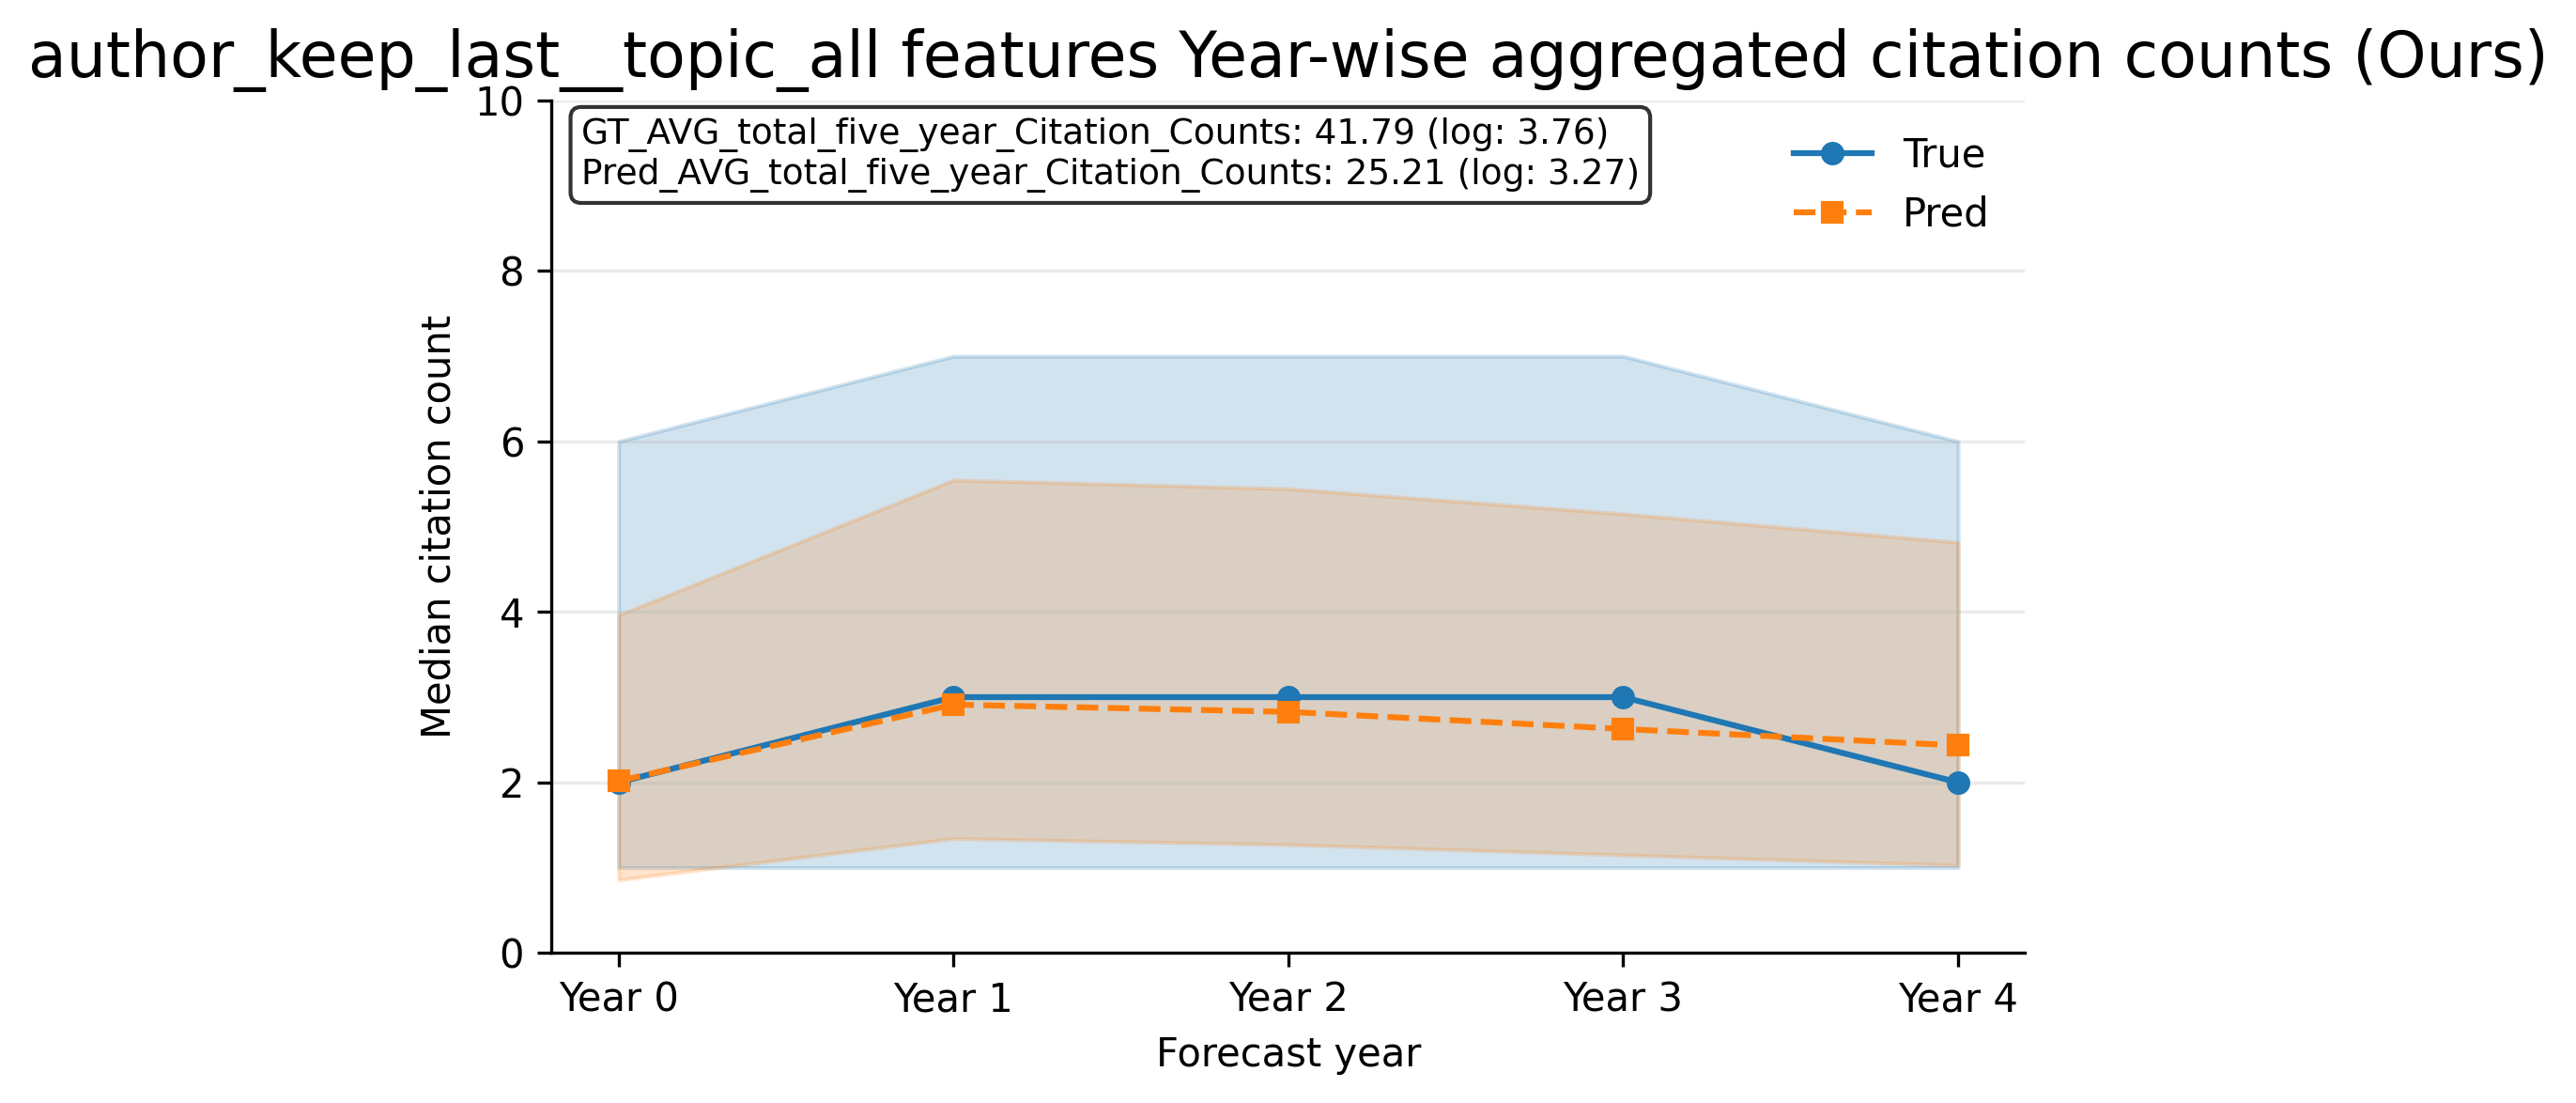 author_keep_last__topic_all features Year-wise aggregated citation counts (Ours)
GT_AVG_total_five_year_Citation_Counts: 41.79 (log: 3.76)
Pred_AVG_total_five_year_Citation_Counts: 25.21 (log: 3.27)
True
Pred
Median citation count
10
8
6
4
2
0
Year 0
Year 1
Year 2
Year 3
Year 4
Forecast year